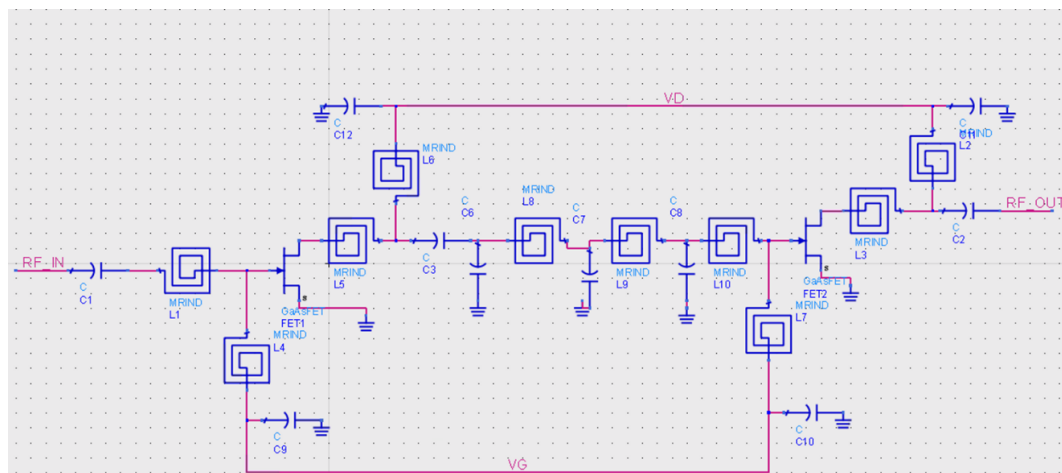 VD
C
C12
C
C11
MRIND
L2
MRIND
L6
MRIND
L8
C
C6
C
C7
C
C8
RF_OUT
C
C2
RF_IN
C
C1
MRIND
L1
MRIND
L5
C
C3
MRIND
L9
MRIND
L10
MRIND
L3
S
GaAsFET
FET1
S
GaAsFET
FET2
MRIND
L4
MRIND
L7
C
C9
C
C10
VG